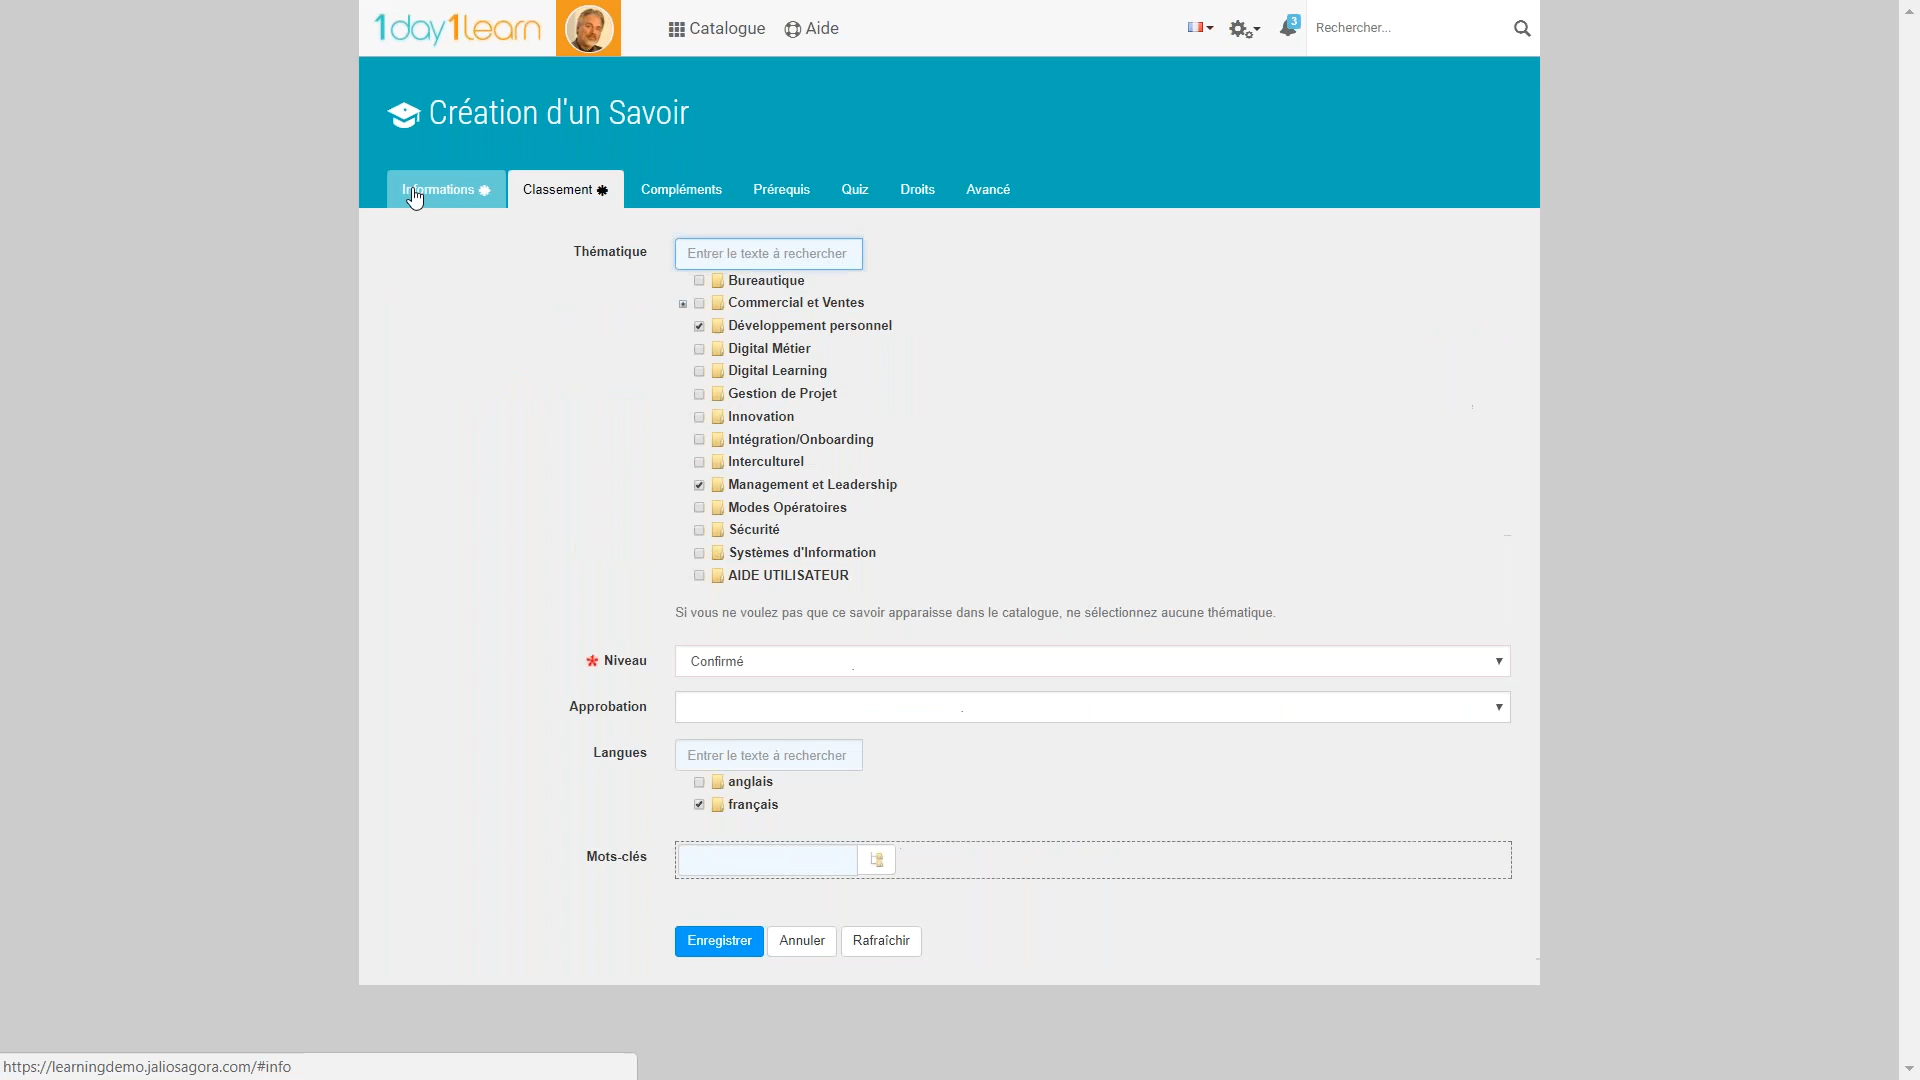 1day1learn
Catalogue Aide
3
Rechercher...
Création d'un Savoir
Informations Classement Compléments Prérequis Quiz Droits Avancé
Thématique Entrer le texte à rechercher
Bureautique
Commercial et Ventes
Développement personnel
Digital Métier
Digital Learning
Gestion de Projet
Innovation
Intégration/Onboarding
Interculturel
Management et Leadership
Modes Opératoires
Sécurité
Systèmes d'Information
AIDE UTILISATEUR
Si vous ne voulez pas que ce savoir apparaisse dans le catalogue, ne sélectionnez aucune thématique.
Niveau Confirmé
Approbation
Langues Entrer le texte à rechercher
anglais
français
Mots-clés
Enregistrer Annuler Rafraîchir
https://learningdemo.jaliosagora.com/#info